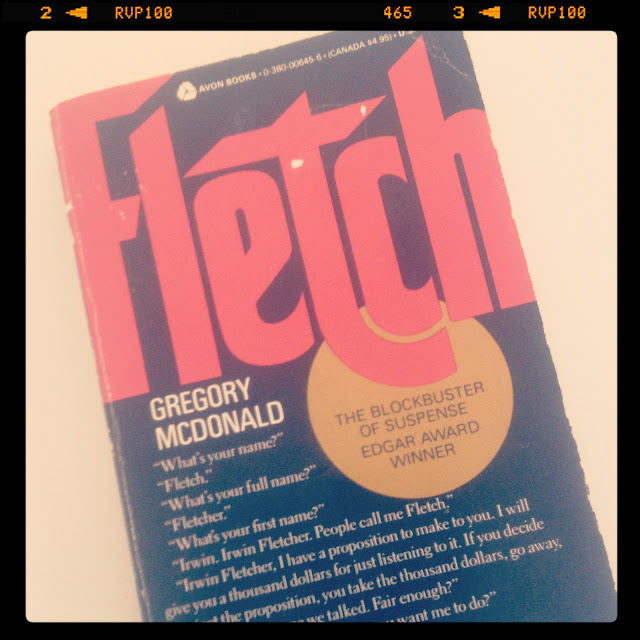 2 RVP100 465 3 RVP100
AVON BOOKS • 0-380-00645-6 • (CANADA $4.95) •
Fletch
GREGORY
MCDONALD
THE BLOCKBUSTER
OF SUSPENSE
EDGAR AWARD
WINNER
“What's your name?”
“Fletch.”
“What's your full name?”
“Fletcher.”
“What's your first name?”
“Irwin. Irwin Fletcher. People call me Fletch.”
“Irwin Fletcher, I have a proposition to make to you. I will
give you a thousand dollars for just listening to it. If you decide
the proposition, you take the thousand dollars, go away,
we talked. Fair enough?”
want me to do?”